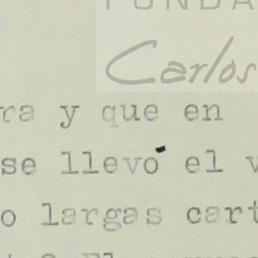 FUNDA
Carlos
ra y que en
se llevó el v
o largas cart